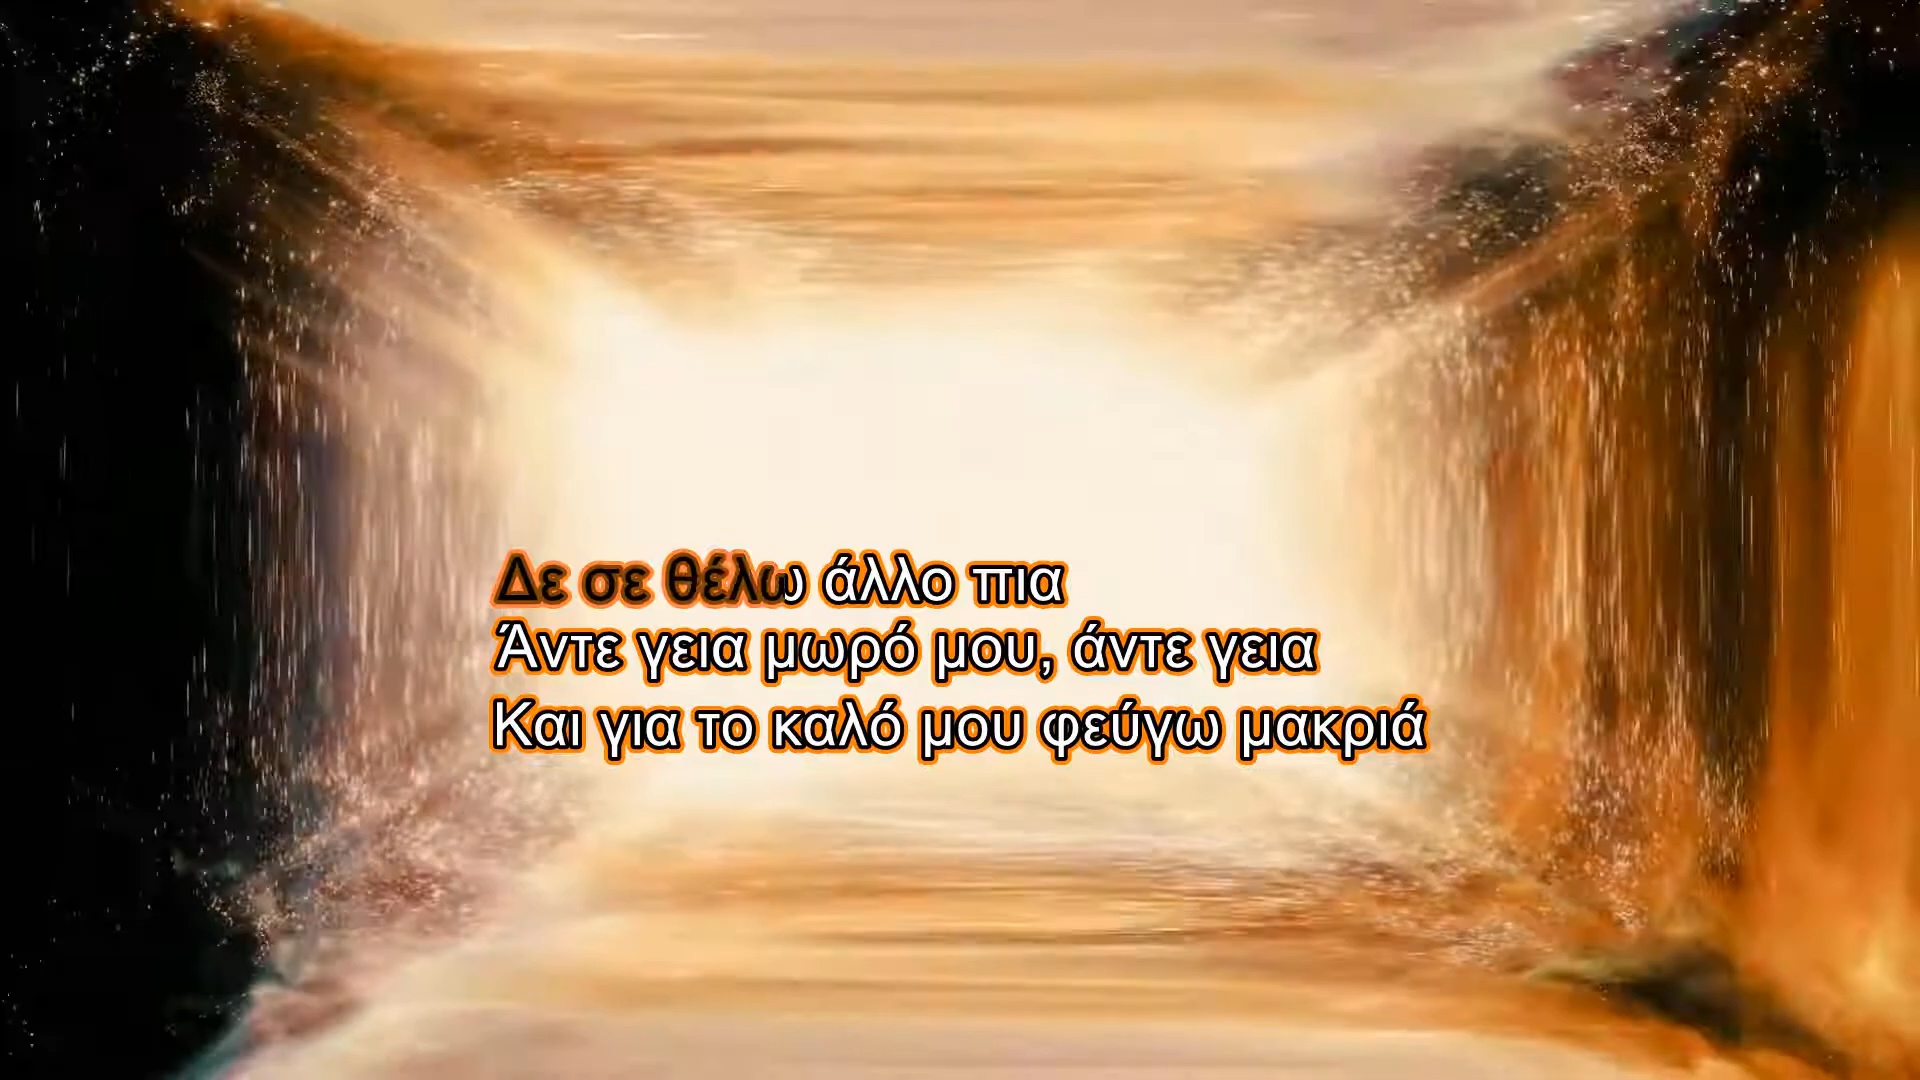 Δε σε θέλω άλλο πια
Άντε γεια μωρό μου, άντε γεια
Και για το καλό μου φεύγω μακριά